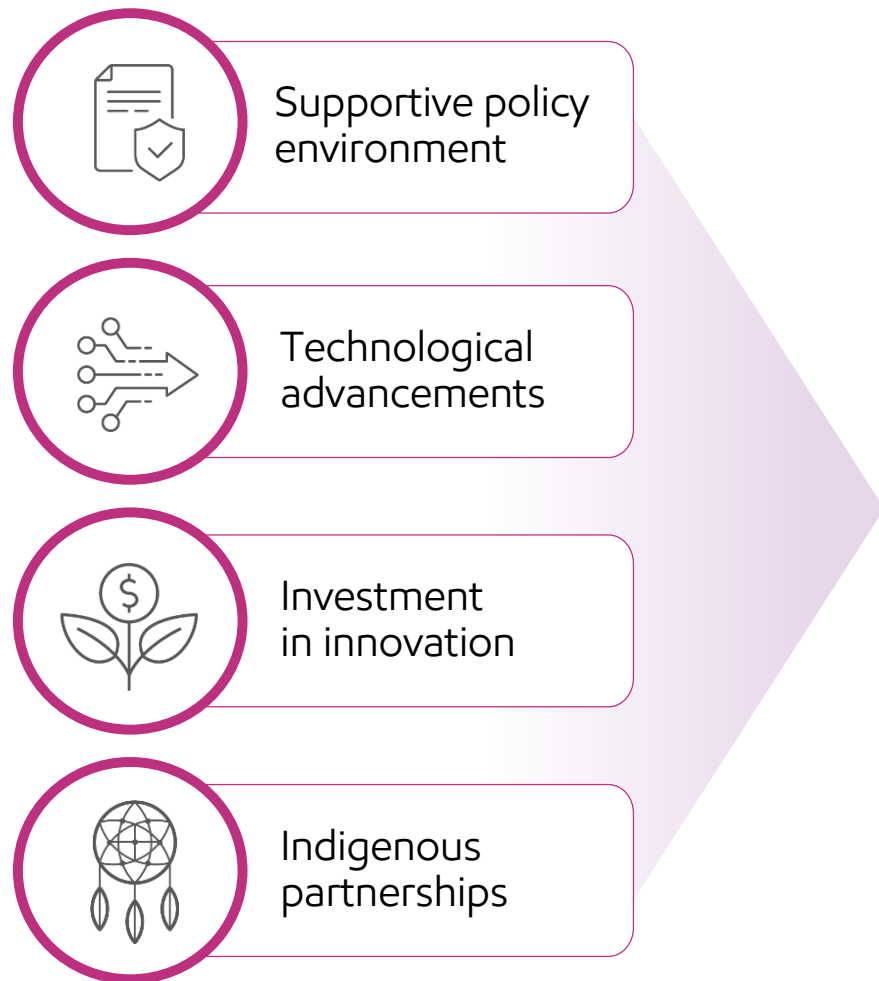 Supportive policy
environment
Technological
advancements
$
Investment
in innovation
Indigenous
partnerships